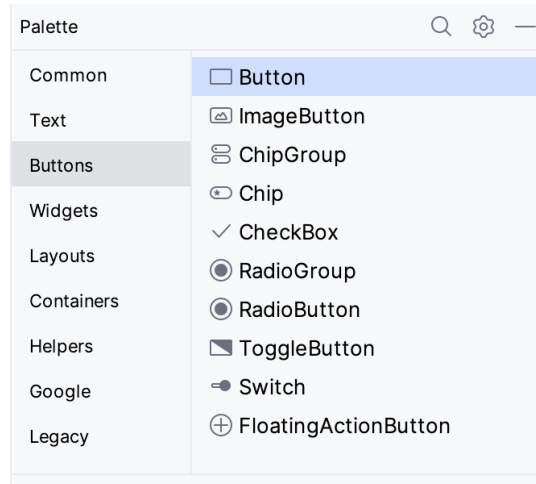 Palette
Common
Text
Buttons
Widgets
Layouts
Containers
Helpers
Google
Legacy
Button
ImageButton
ChipGroup
Chip
CheckBox
RadioGroup
RadioButton
ToggleButton
Switch
FloatingActionButton